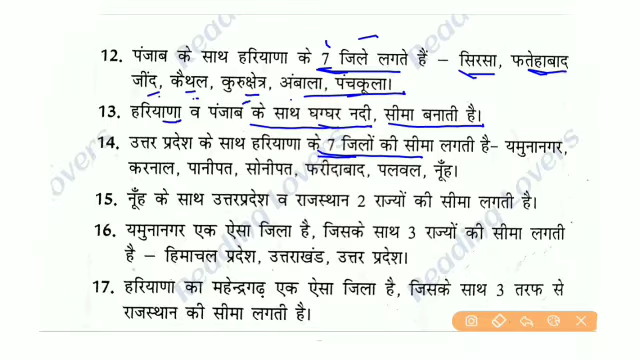 12. पंजाब के साथ हरियाणा के 7 जिले लगते हैं – सिरसा, फतेहाबाद
जींद, कैथल, कुरुक्षेत्र, अंबाला, पंचकूला।
13. हरियाणा व पंजाब के साथ घग्घर नदी, सीमा बनाती है।
14. उत्तर प्रदेश के साथ हरियाणा के 7 जिलों की सीमा लगती है- यमुनानगर,
करनाल, पानीपत, सोनीपत, फरीदाबाद, पलवल, नूँह।
15. नूँह के साथ उत्तरप्रदेश व राजस्थान 2 राज्यों की सीमा लगती है।
16. यमुनानगर एक ऐसा जिला है, जिसके साथ 3 राज्यों की सीमा लगती
है – हिमाचल प्रदेश, उत्तराखंड, उत्तर प्रदेश।
17. हरियाणां का महेन्द्रगढ़ एक ऐसा जिला है, जिसके साथ 3 तरफ से
राजस्थान की सीमा लगती है।
Reading Lovers